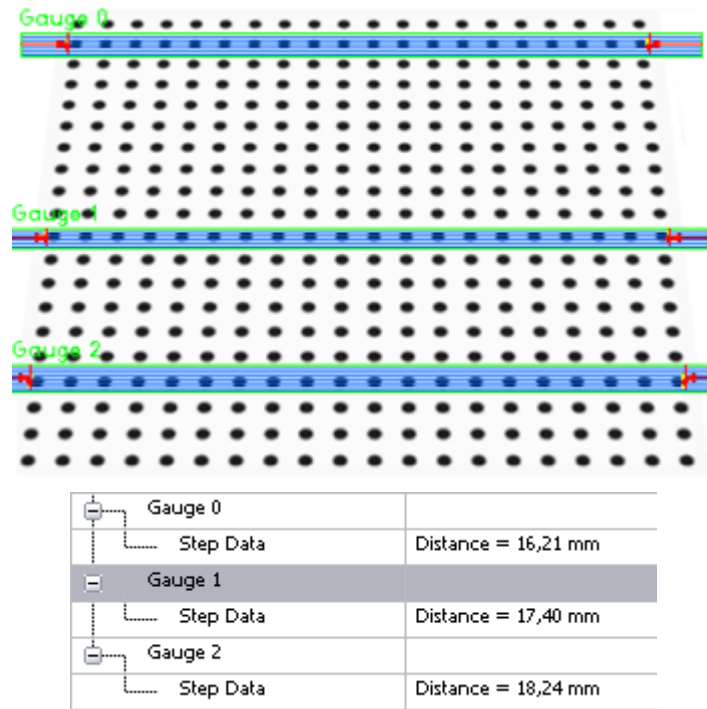 Gauge 0
Gauge 1
Gauge 2
Gauge 0
Step Data Distance = 16,21 mm
Gauge 1
Step Data Distance = 17,40 mm
Gauge 2
Step Data Distance = 18,24 mm